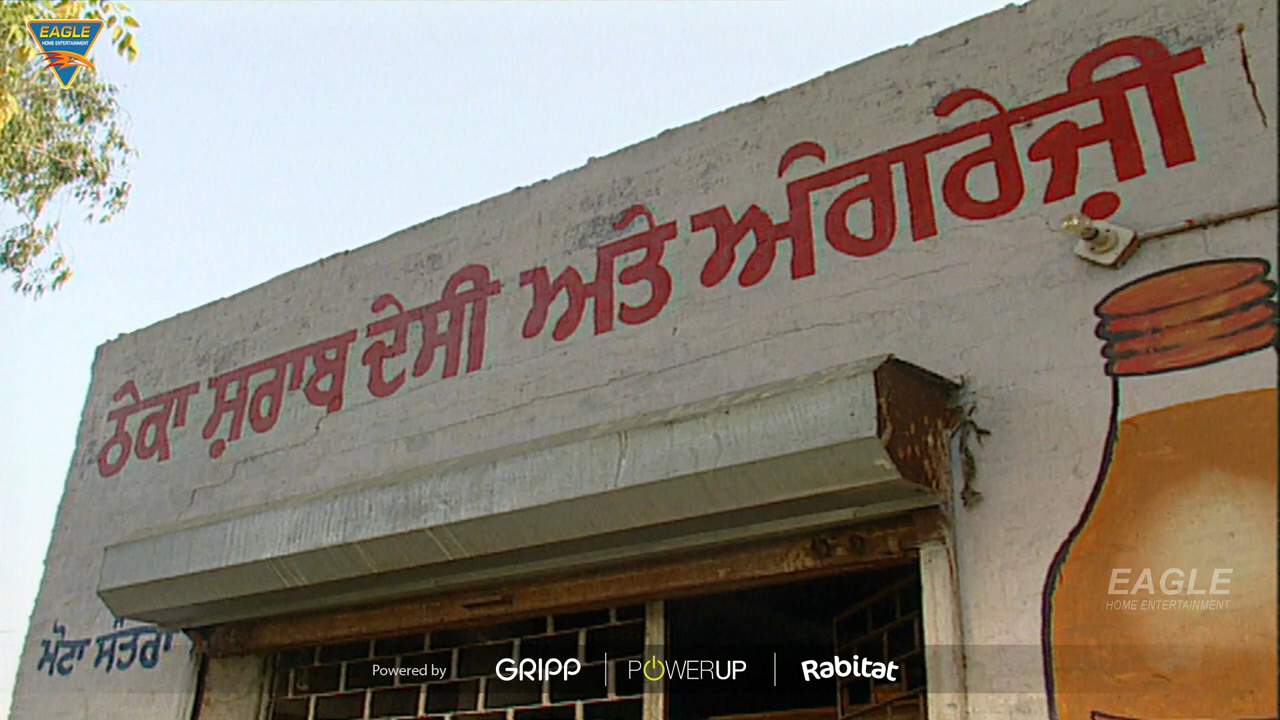 EAGLE
HOME ENTERTAINMENT
ਠੇਕਾ ਸ਼ਰਾਬ ਦੇਸੀ ਅਤੇ ਅੰਗਰੇਜ਼ੀ
ਮੋਟਾ ਸੰਤਰਾ
EAGLE
HOME ENTERTAINMENT
Powered by GRIPP POWERUP Rabitat